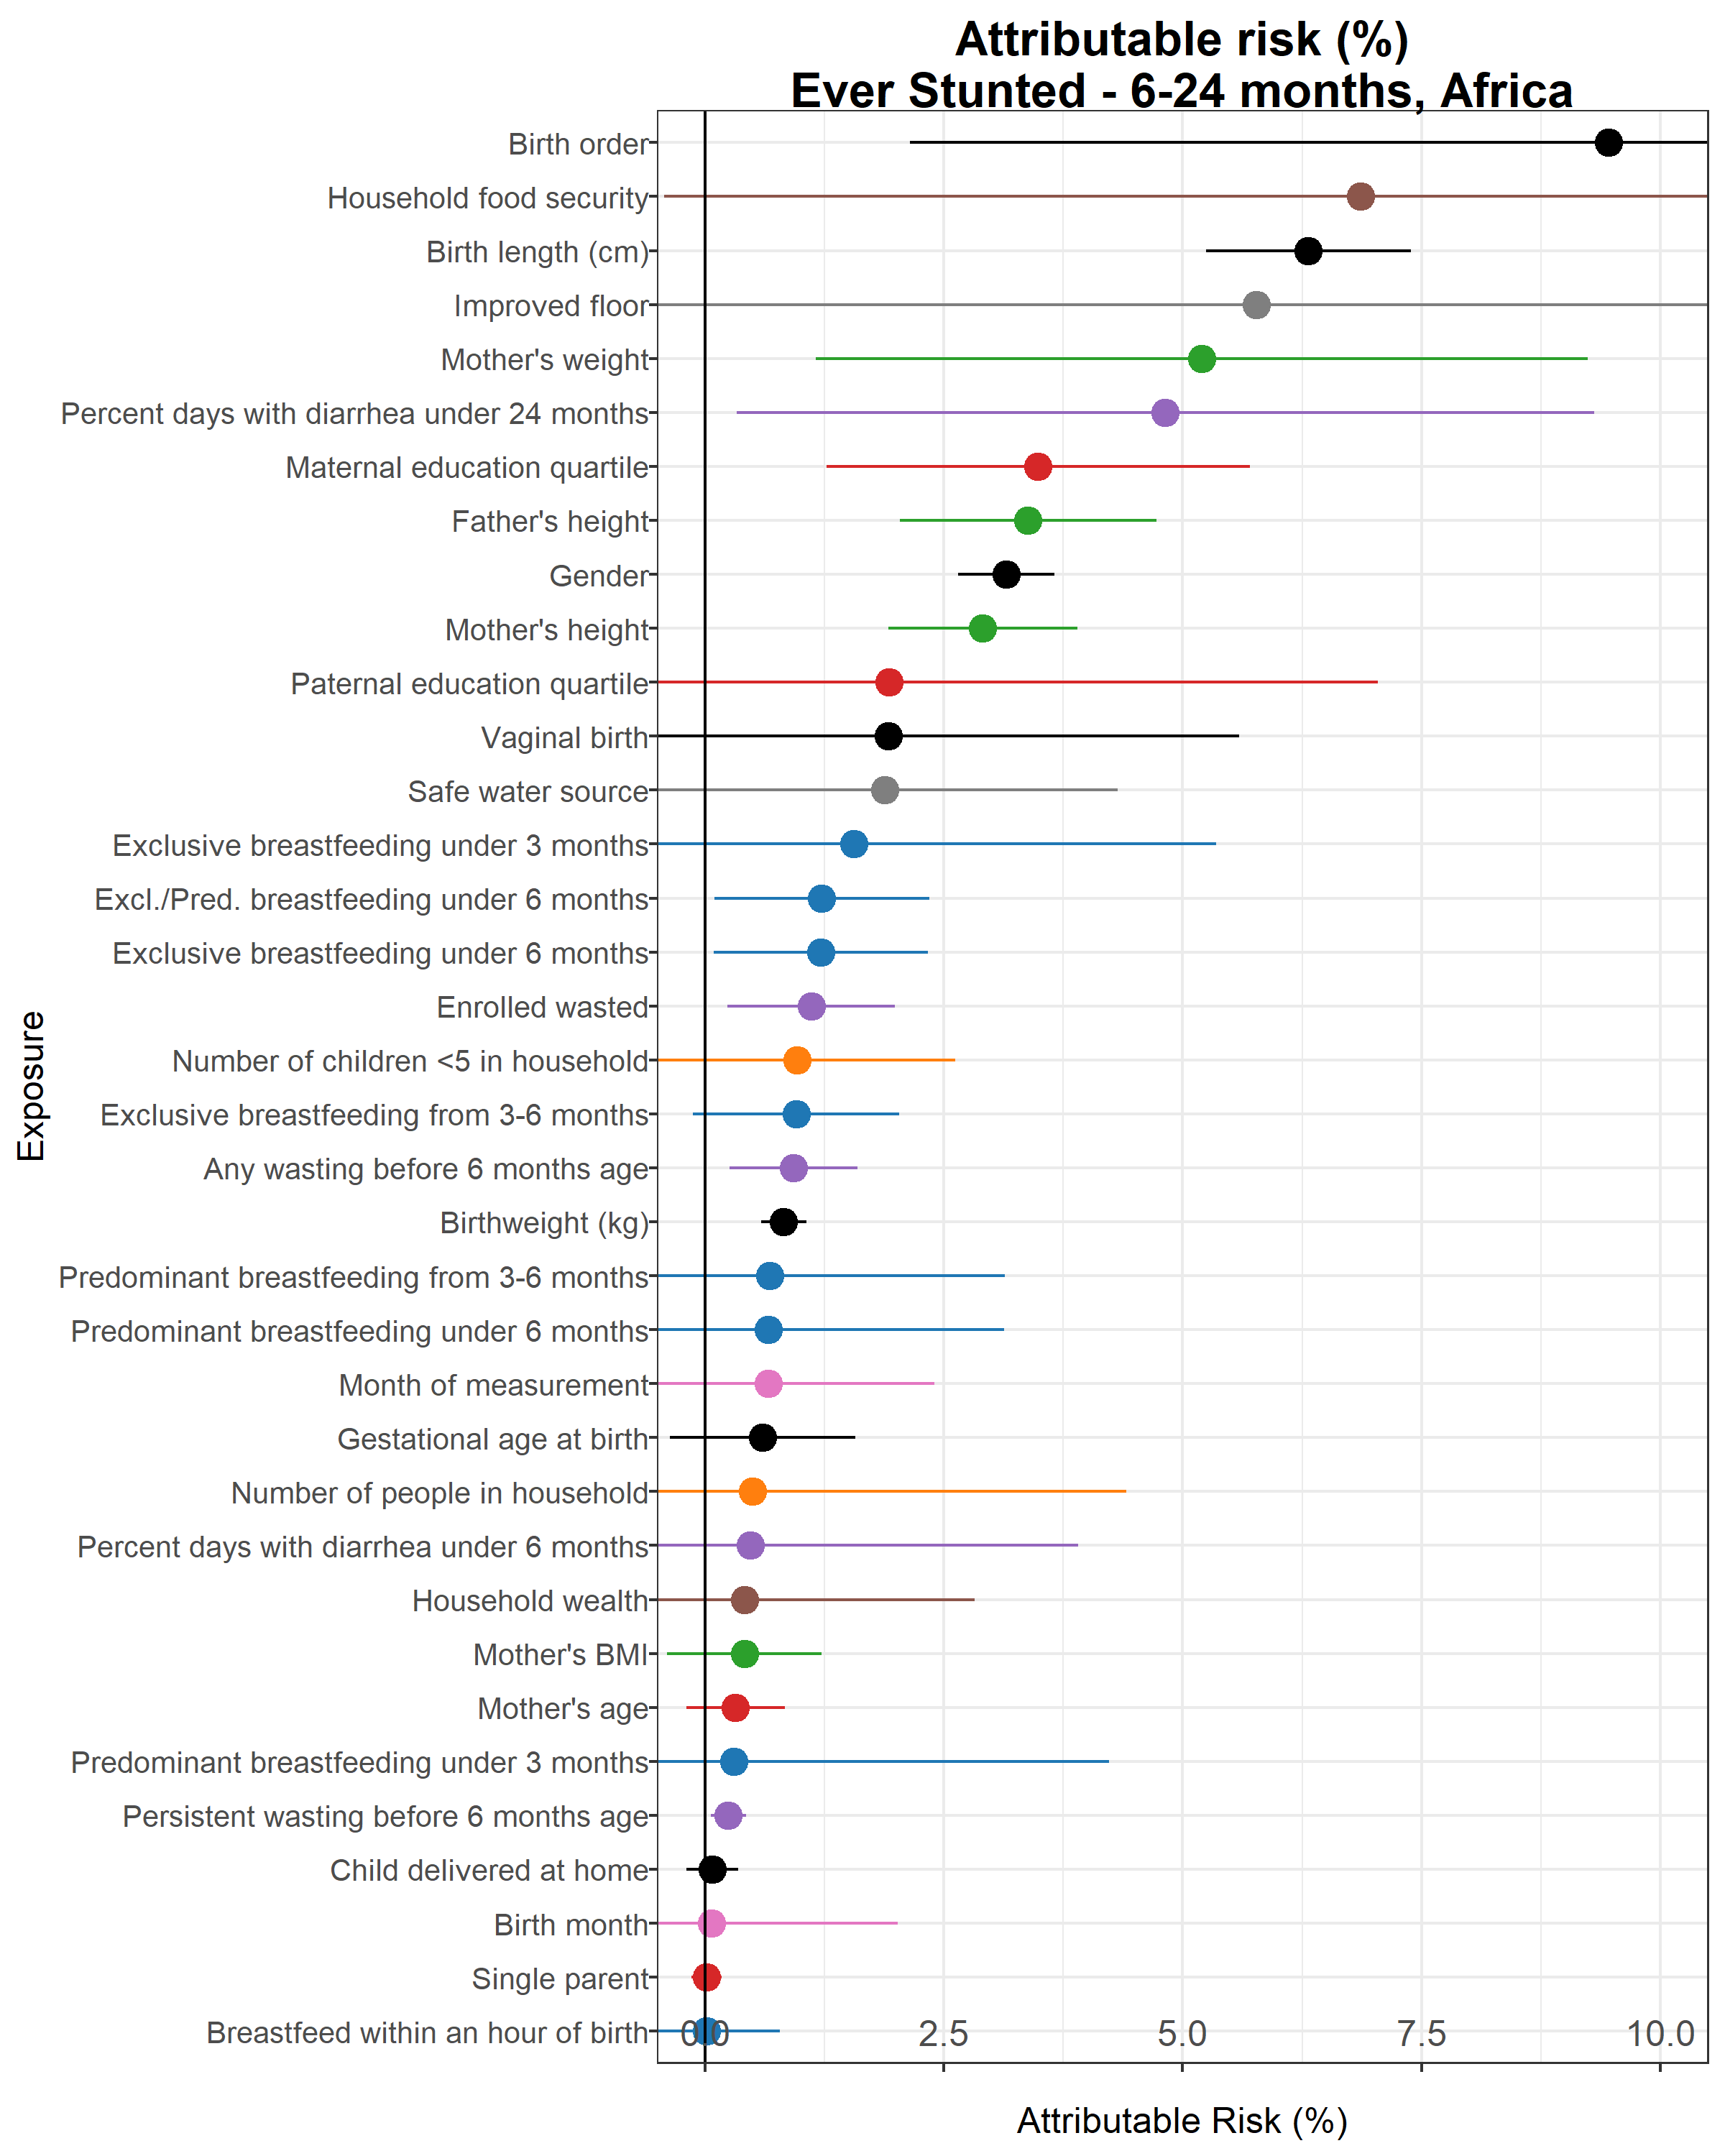 Attributable risk (%)
Ever Stunted - 6-24 months, Africa
Birth order
Household food security
Birth length (cm)
Improved floor
Mother's weight
Percent days with diarrhea under 24 months
Maternal education quartile
Father's height
Gender
Mother's height
Paternal education quartile
Vaginal birth
Safe water source
Exclusive breastfeeding under 3 months
Excl./Pred. breastfeeding under 6 months
Exclusive breastfeeding under 6 months
Enrolled wasted
Number of children <5 in household
Exclusive breastfeeding from 3-6 months
Any wasting before 6 months age
Birthweight (kg)
Predominant breastfeeding from 3-6 months
Predominant breastfeeding under 6 months
Month of measurement
Gestational age at birth
Number of people in household
Percent days with diarrhea under 6 months
Household wealth
Mother's BMI
Mother's age
Predominant breastfeeding under 3 months
Persistent wasting before 6 months age
Child delivered at home
Birth month
Single parent
Breastfeed within an hour of birth
Exposure
0.0 2.5 5.0 7.5 10.0
Attributable Risk (%)